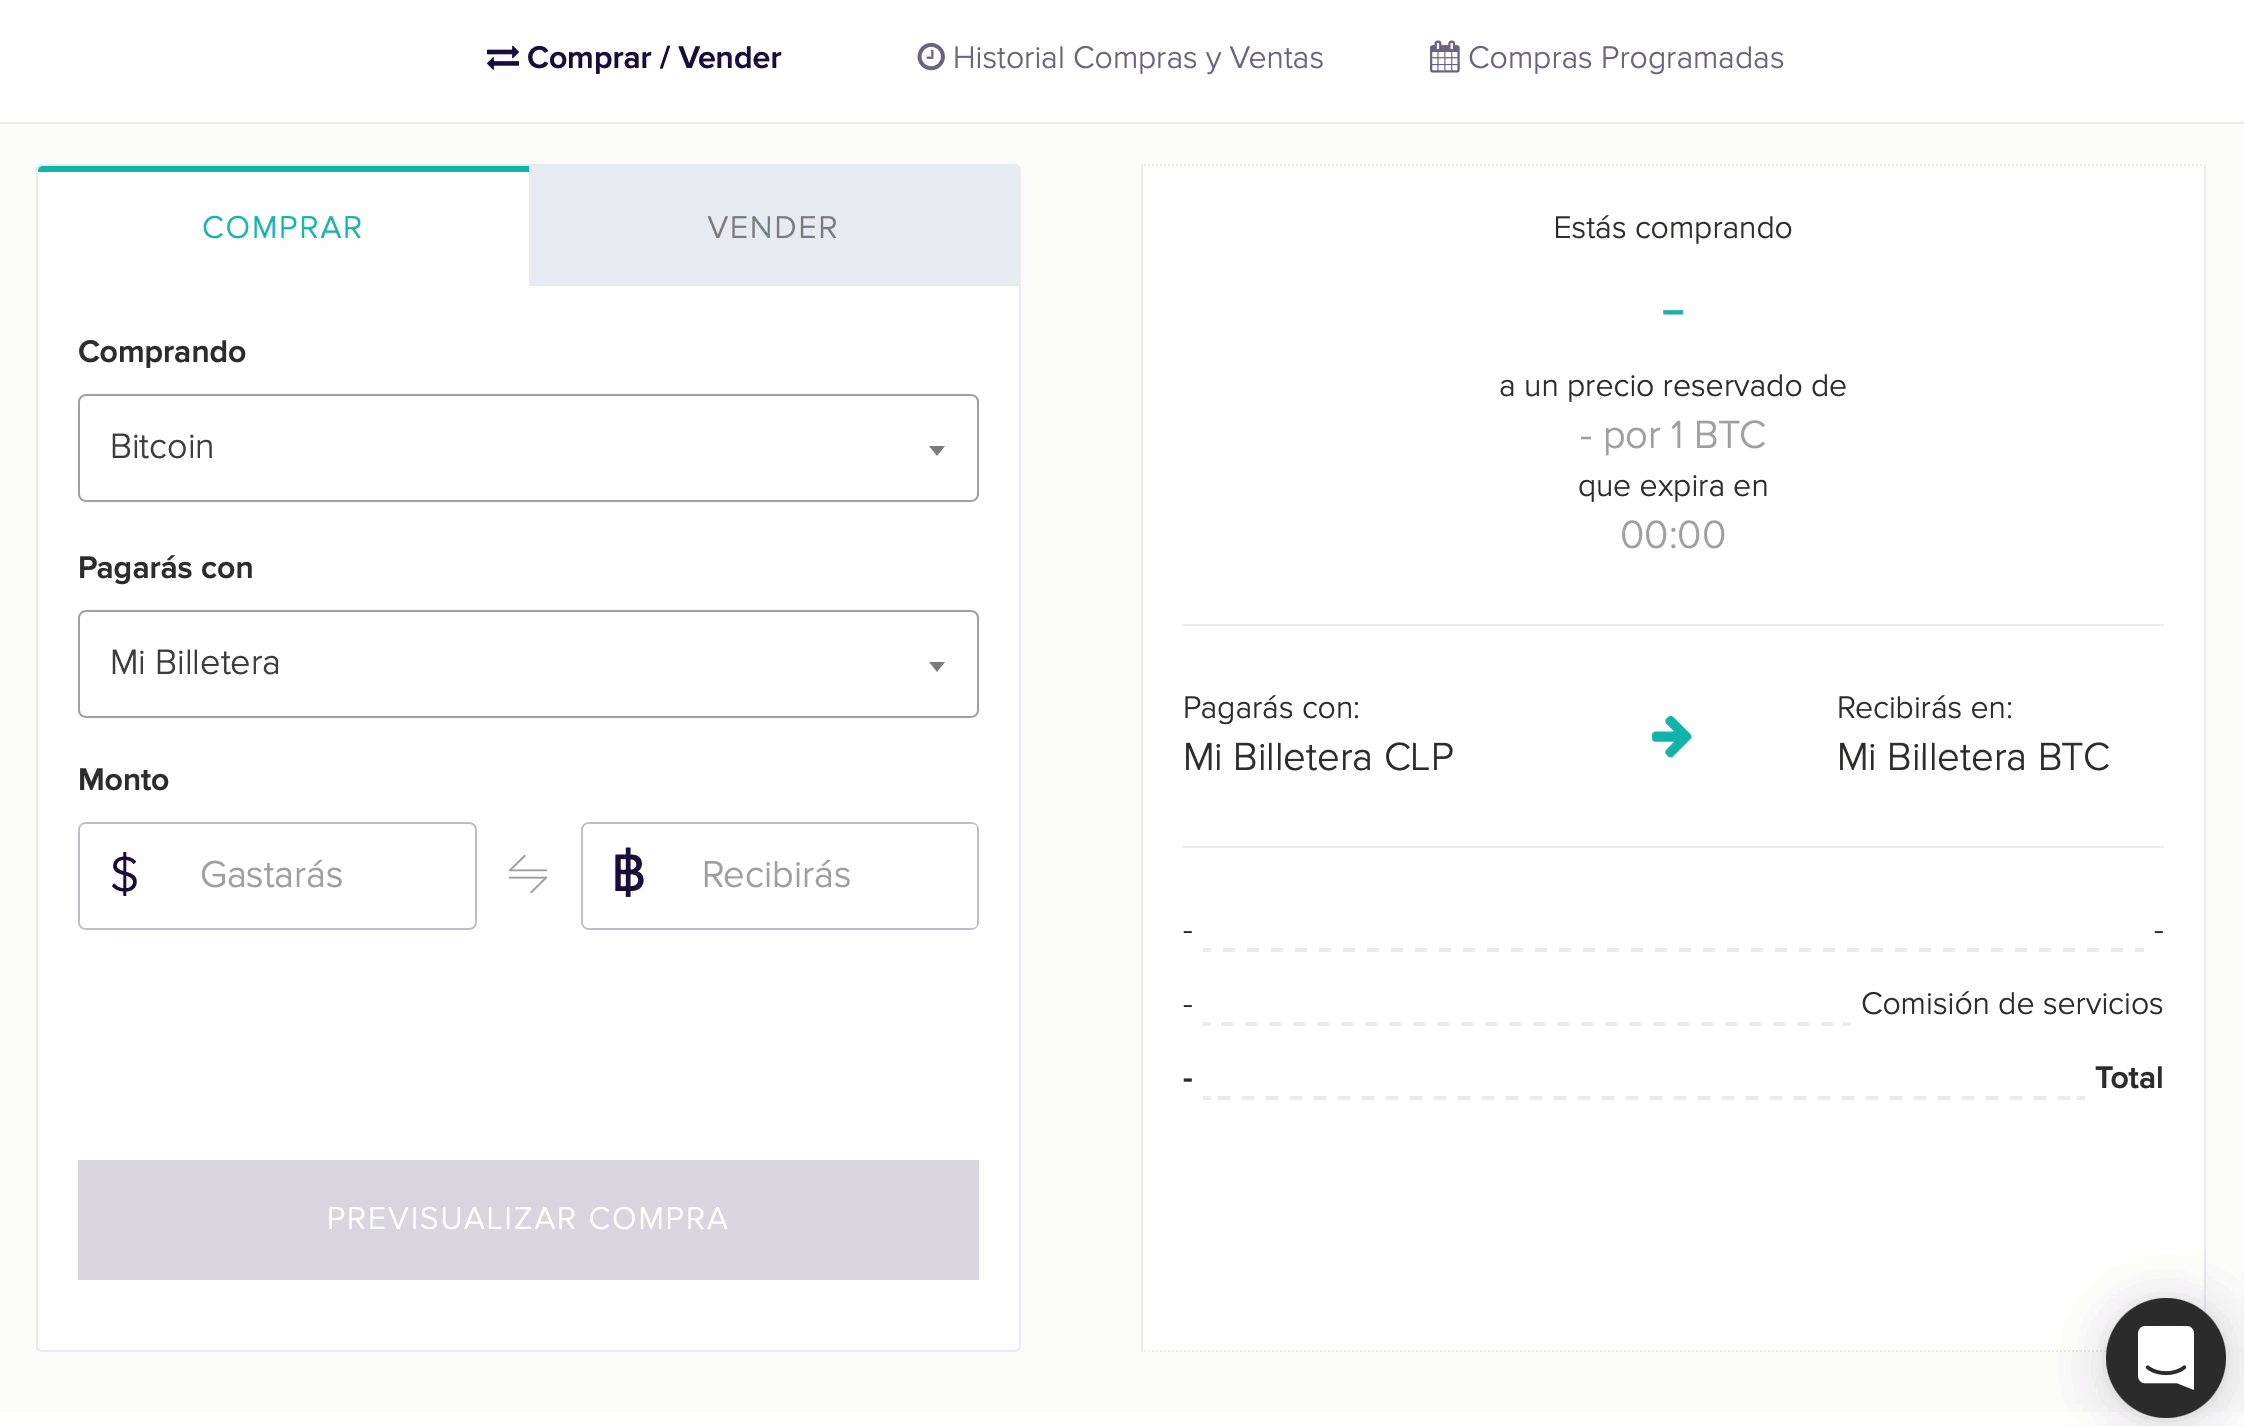 Comprar / Vender
Historial Compras y Ventas
Compras Programadas
COMPRAR
VENDER
Comprando
Bitcoin
Pagarás con
Mi Billetera
Monto
$ Gastarás
฿ Recibirás
PREVISUALIZAR COMPRA
Estás comprando
–
a un precio reservado de
- por 1 BTC
que expira en
00:00
Pagarás con:
Mi Billetera CLP
Recibirás en:
Mi Billetera BTC
- -
- Comisión de servicios
- Total